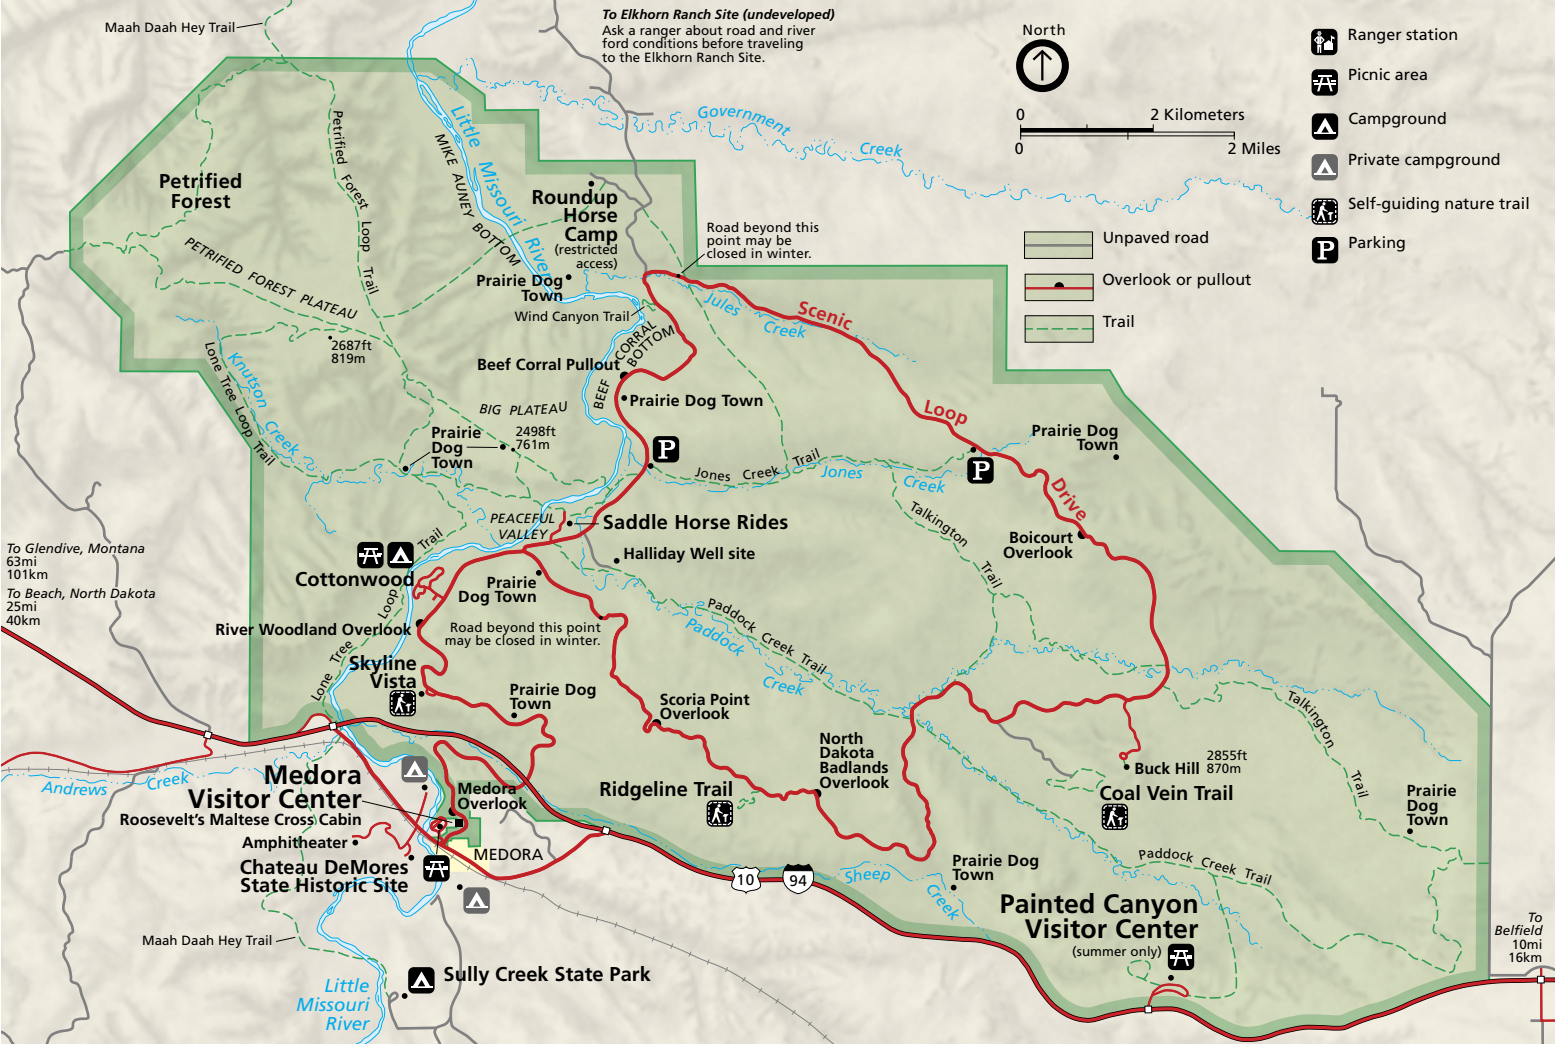 Maah Daah Hey Trail
To Elkhorn Ranch Site (undeveloped)
Ask a ranger about road and river
ford conditions before traveling
to the Elkhorn Ranch Site.
North
0
2 Kilometers
0
2 Miles
Ranger station
Picnic area
Campground
Private campground
Self-guiding nature trail
P
Parking
Unpaved road
Overlook or pullout
Trail
Government
Creek
Little Missouri River
MIKE AUNEY BOTTOM
Petrified Forest Loop Trail
Petrified
Forest
PETRIFIED FOREST PLATEAU
Roundup
Horse
Camp
(restricted
access)
Road beyond this
point may be
closed in winter.
Prairie Dog
Town
Wind Canyon Trail
Jules
Creek
Scenic
Loop
Drive
2687ft
819m
Knutson
Creek
Lone Tree Loop Trail
Beef Corral Pullout
BEEF
CORRAL
BOTTOM
Prairie Dog Town
BIG PLATEAU
2498ft
761m
Prairie
Dog
Town
P
Jones Creek Trail
Jones
Creek
P
Prairie Dog
Town
PEACEFUL
VALLEY
Saddle Horse Rides
Talkington
Trail
Boicourt
Overlook
Halliday Well site
To Glendive, Montana
63mi
101km
To Beach, North Dakota
25mi
40km
Cottonwood
Lone Tree Loop Trail
Prairie
Dog Town
River Woodland Overlook
Road beyond this point
may be closed in winter.
Paddock Creek Trail
Paddock
Creek
Skyline
Vista
Prairie Dog
Town
Scoria Point
Overlook
North
Dakota
Badlands
Overlook
Talkington
Trail
2855ft
870m
Buck Hill
Coal Vein Trail
Prairie
Dog
Town
Andrews
Creek
Medora
Visitor Center
Roosevelt's Maltese Cross Cabin
Medora
Overlook
Ridgeline Trail
Amphitheater
Chateau DeMores
State Historic Site
MEDORA
10
94
Sheep
Creek
Prairie Dog
Town
Paddock Creek Trail
Painted Canyon
Visitor Center
(summer only)
To
Belfield
10mi
16km
Maah Daah Hey Trail
Sully Creek State Park
Little
Missouri
River